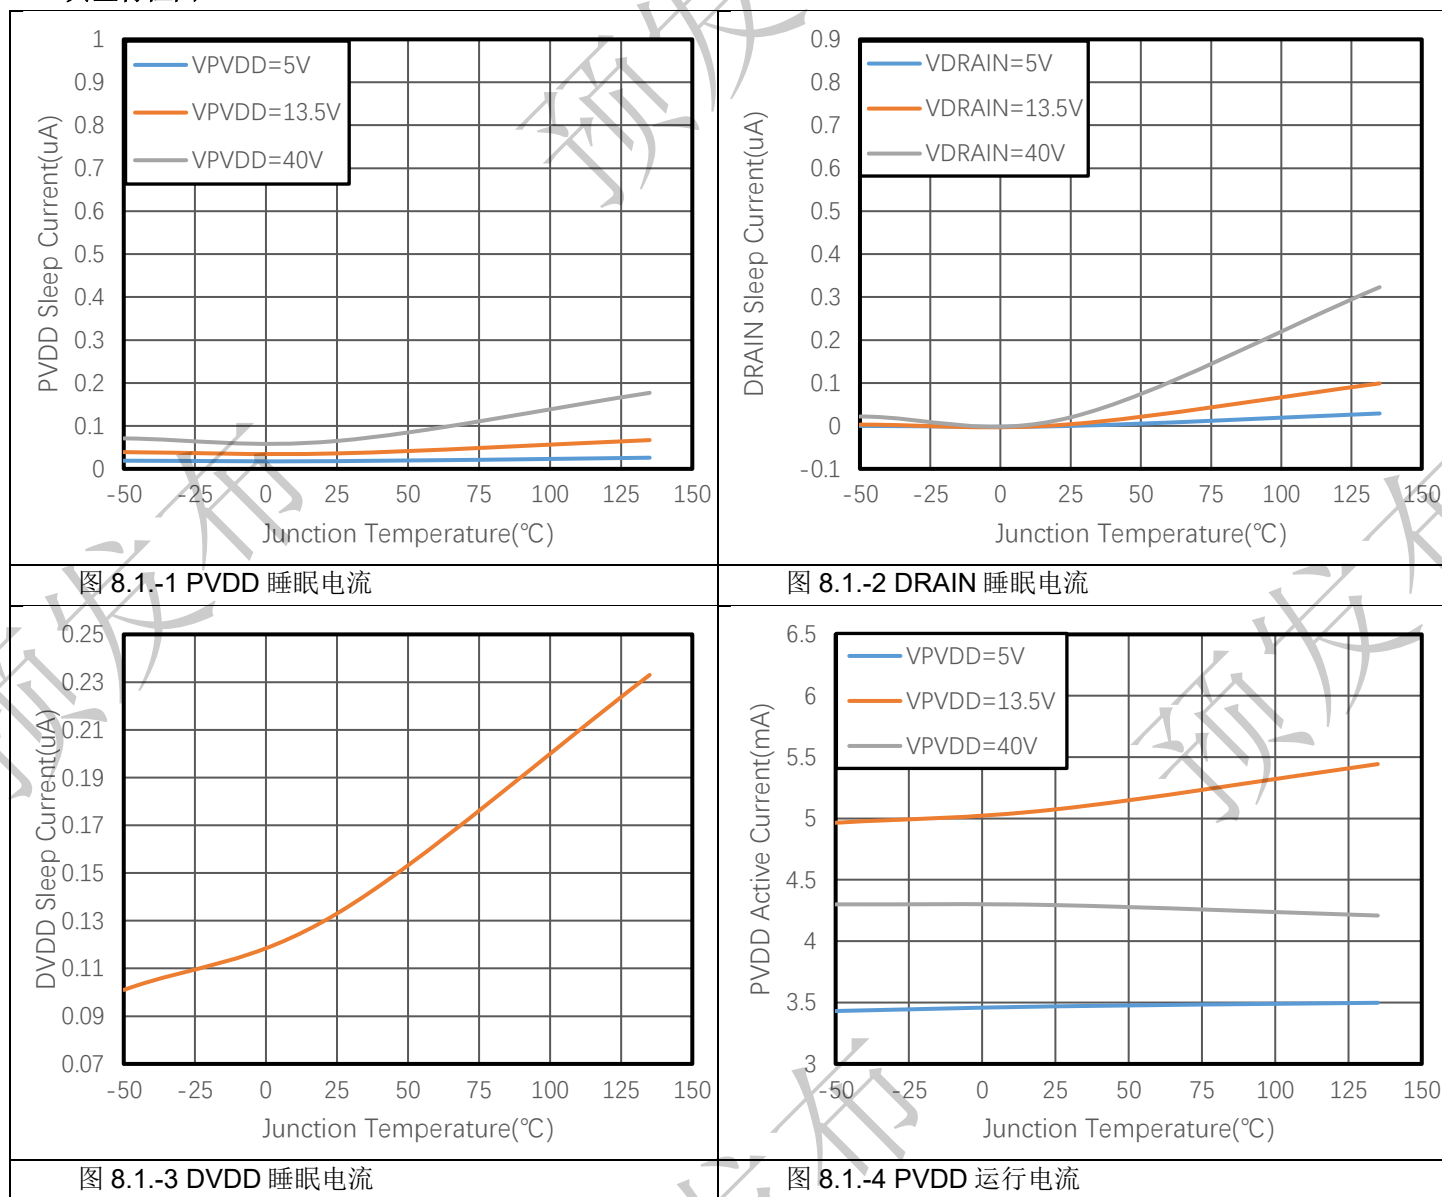 1
0.9
0.8
0.7
0.6
0.5
0.4
0.3
0.2
0.1
0
PVDD Sleep Current(uA)
VPVDD=5V
VPVDD=13.5V
VPVDD=40V
-50 -25 0 25 50 75 100 125 150
Junction Temperature(℃)
图 8.1.-1 PVDD 睡眠电流
0.9
0.8
0.7
0.6
0.5
0.4
0.3
0.2
0.1
0
-0.1
DRAIN Sleep Current(uA)
VDRAIN=5V
VDRAIN=13.5V
VDRAIN=40V
-50 -25 0 25 50 75 100 125 150
Junction Temperature(℃)
图 8.1.-2 DRAIN 睡眠电流
0.25
0.23
0.21
0.19
0.17
0.15
0.13
0.11
0.09
0.07
DVDD Sleep Current(uA)
-50 -25 0 25 50 75 100 125 150
Junction Temperature(℃)
图 8.1.-3 DVDD 睡眠电流
6.5
6
5.5
5
4.5
4
3.5
3
PVDD Active Current(mA)
VPVDD=5V
VPVDD=13.5V
VPVDD=40V
-50 -25 0 25 50 75 100 125 150
Junction Temperature(℃)
图 8.1.-4 PVDD 运行电流
预发布
预发布
预发布